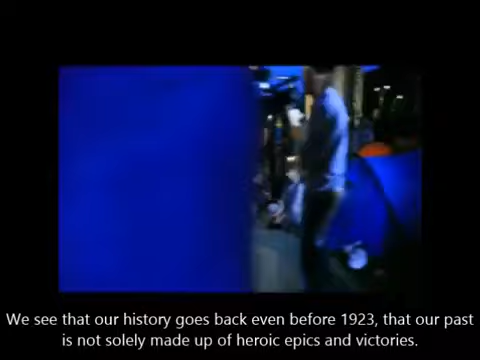 We see that our history goes back even before 1923, that our past
is not solely made up of heroic epics and victories.